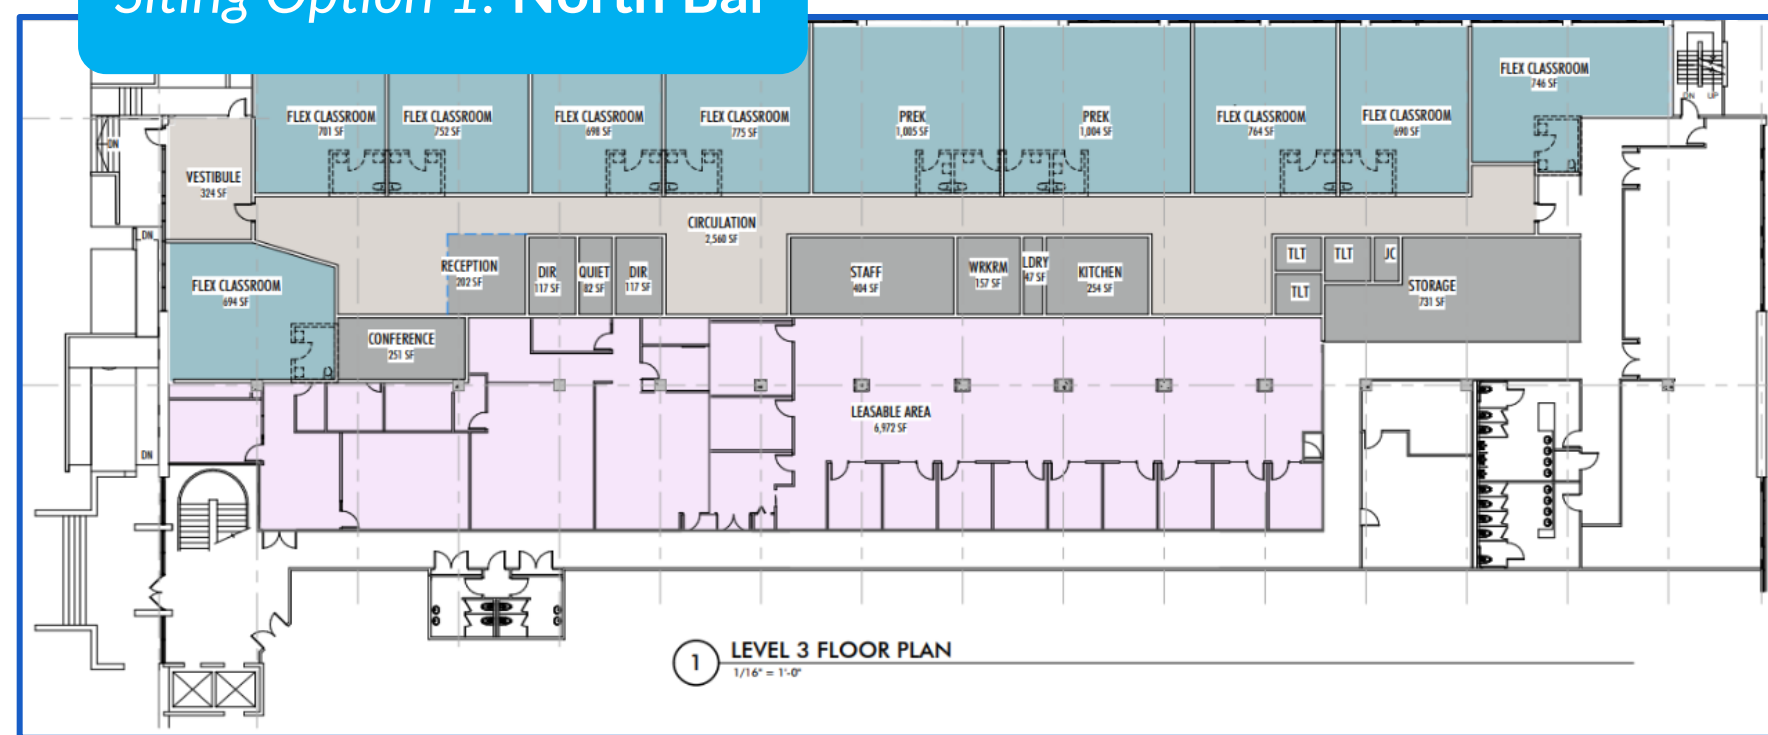 Siting Option 1: North Bar
FLEX CLASSROOM
746 SF
DN UP
FLEX CLASSROOM
701 SF
FLEX CLASSROOM
752 SF
FLEX CLASSROOM
698 SF
FLEX CLASSROOM
775 SF
PREK
1,005 SF
PREK
1,004 SF
FLEX CLASSROOM
764 SF
FLEX CLASSROOM
690 SF
DN
VESTIBULE
324 SF
CIRCULATION
2,560 SF
DN
RECEPTION
202 SF
DIR
117 SF
QUIET
82 SF
DIR
117 SF
STAFF
404 SF
WRKRM
157 SF
LDRY
47 SF
KITCHEN
254 SF
TLT
TLT
JC
TLT
STORAGE
731 SF
FLEX CLASSROOM
694 SF
CONFERENCE
251 SF
LEASABLE AREA
6,972 SF
DN
1
LEVEL 3 FLOOR PLAN
1/16" = 1'-0"